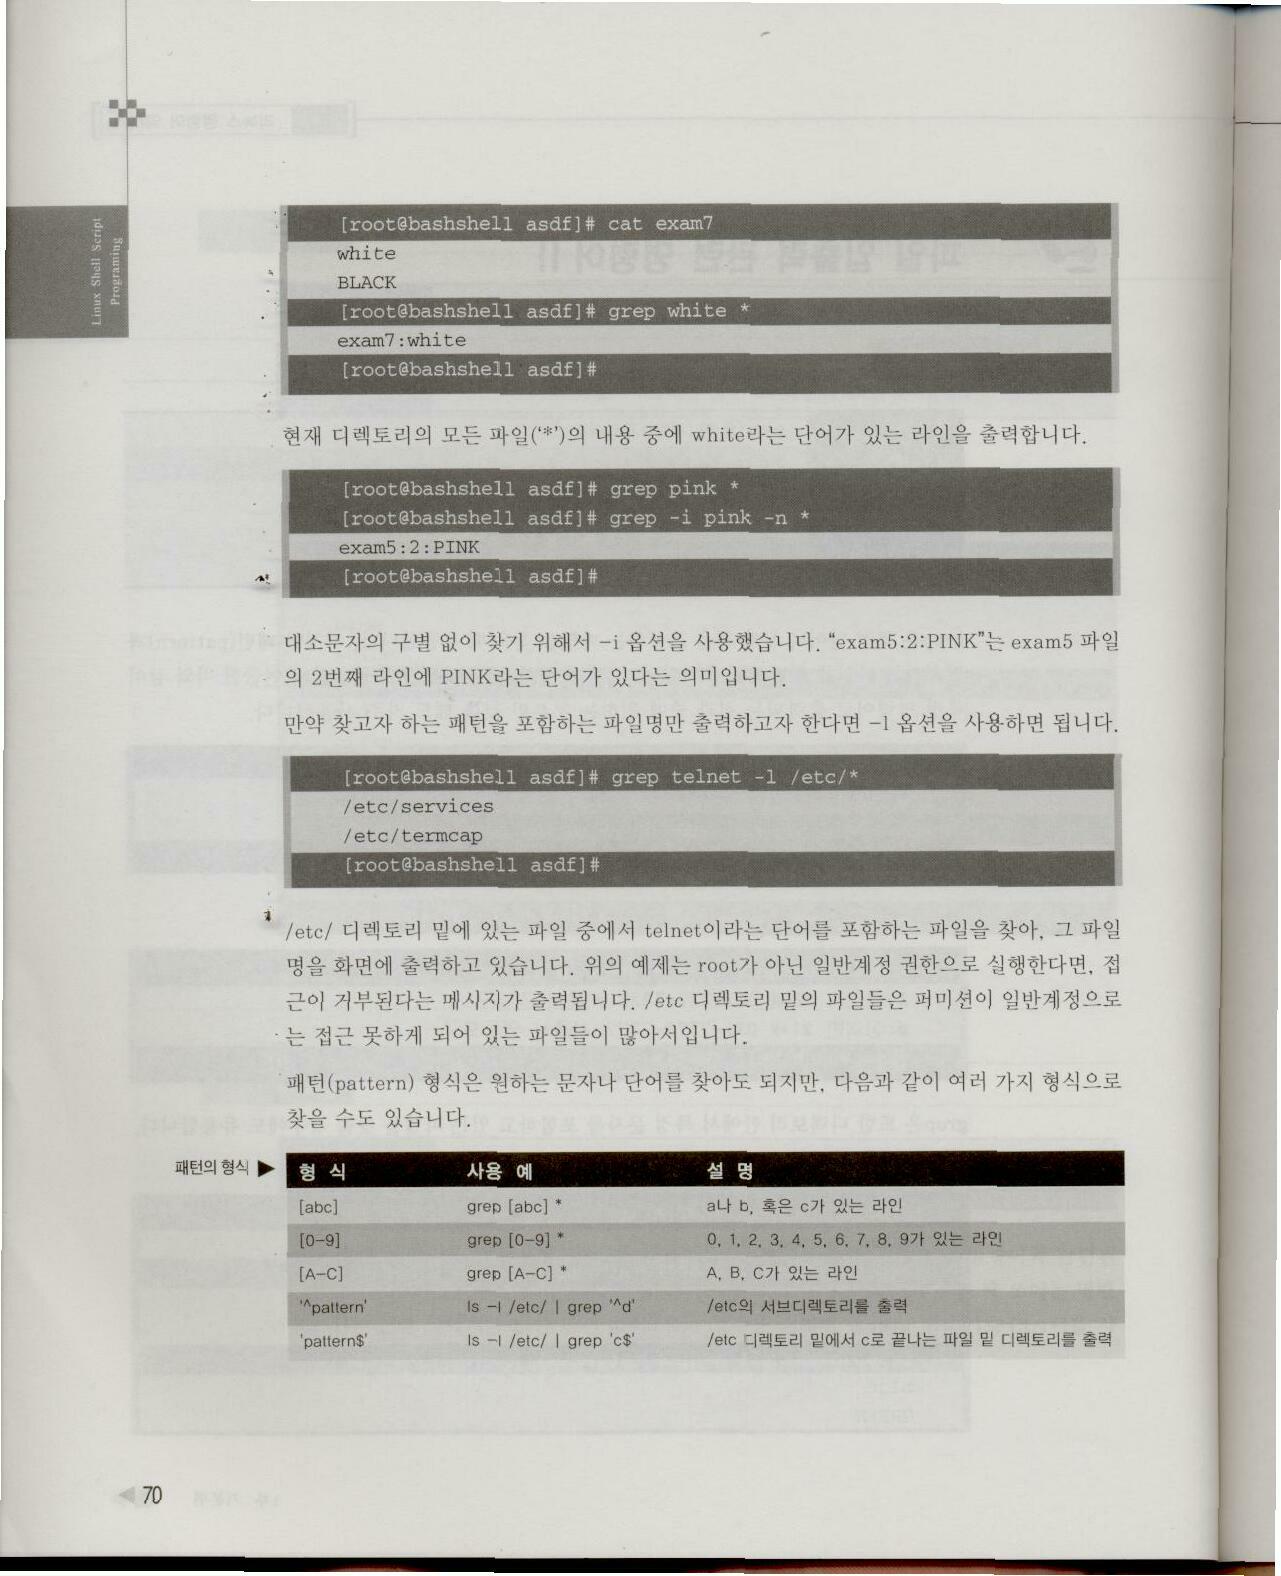 Linux Shell Script
Programing
[root@bashshell asdf]# cat exam7
white
BLACK
[root@bashshell asdf]# grep white *
exam7:white
[root@bashshell asdf]#
현재 디렉토리의 모든 파일('*')의 내용 중에 white라는 단어가 있는 라인을 출력합니다.
[root@bashshell asdf]# grep pink *
[root@bashshell asdf]# grep -i pink -n *
exam5:2:PINK
[root@bashshell asdf]#
대소문자의 구별 없이 찾기 위해서 -i 옵션을 사용했습니다. “exam5:2:PINK”는 exam5 파일
의 2번째 라인에 PINK라는 단어가 있다는 의미입니다.
만약 찾고자 하는 패턴을 포함하는 파일명만 출력하고자 한다면 -l 옵션을 사용하면 됩니다.
[root@bashshell asdf]# grep telnet -l /etc/*
/etc/services
/etc/termcap
[root@bashshell asdf]#
/etc/ 디렉토리 밑에 있는 파일 중에서 telnet이라는 단어를 포함하는 파일을 찾아, 그 파일
명을 화면에 출력하고 있습니다. 위의 예제는 root가 아닌 일반계정 권한으로 실행한다면, 접
근이 거부된다는 메시지가 출력됩니다. /etc 디렉토리 밑의 파일들은 퍼미션이 일반계정으로
는 접근 못하게 되어 있는 파일들이 많아서입니다.
패턴(pattern) 형식은 원하는 문자나 단어를 찾아도 되지만, 다음과 같이 여러 가지 형식으로
찾을 수도 있습니다.
패턴의 형식 ▶
형 식 사용 예 설 명
[abc] grep [abc] * a나 b, 혹은 c가 있는 라인
[0-9] grep [0-9] * 0, 1, 2, 3, 4, 5, 6, 7, 8, 9가 있는 라인
[A-C] grep [A-C] * A, B, C가 있는 라인
'^pattern' ls -l /etc/ | grep '^d' /etc의 서브디렉토리를 출력
'pattern$' ls -l /etc/ | grep 'c$' /etc 디렉토리 밑에서 c로 끝나는 파일 밑 디렉토리를 출력
◀ 70